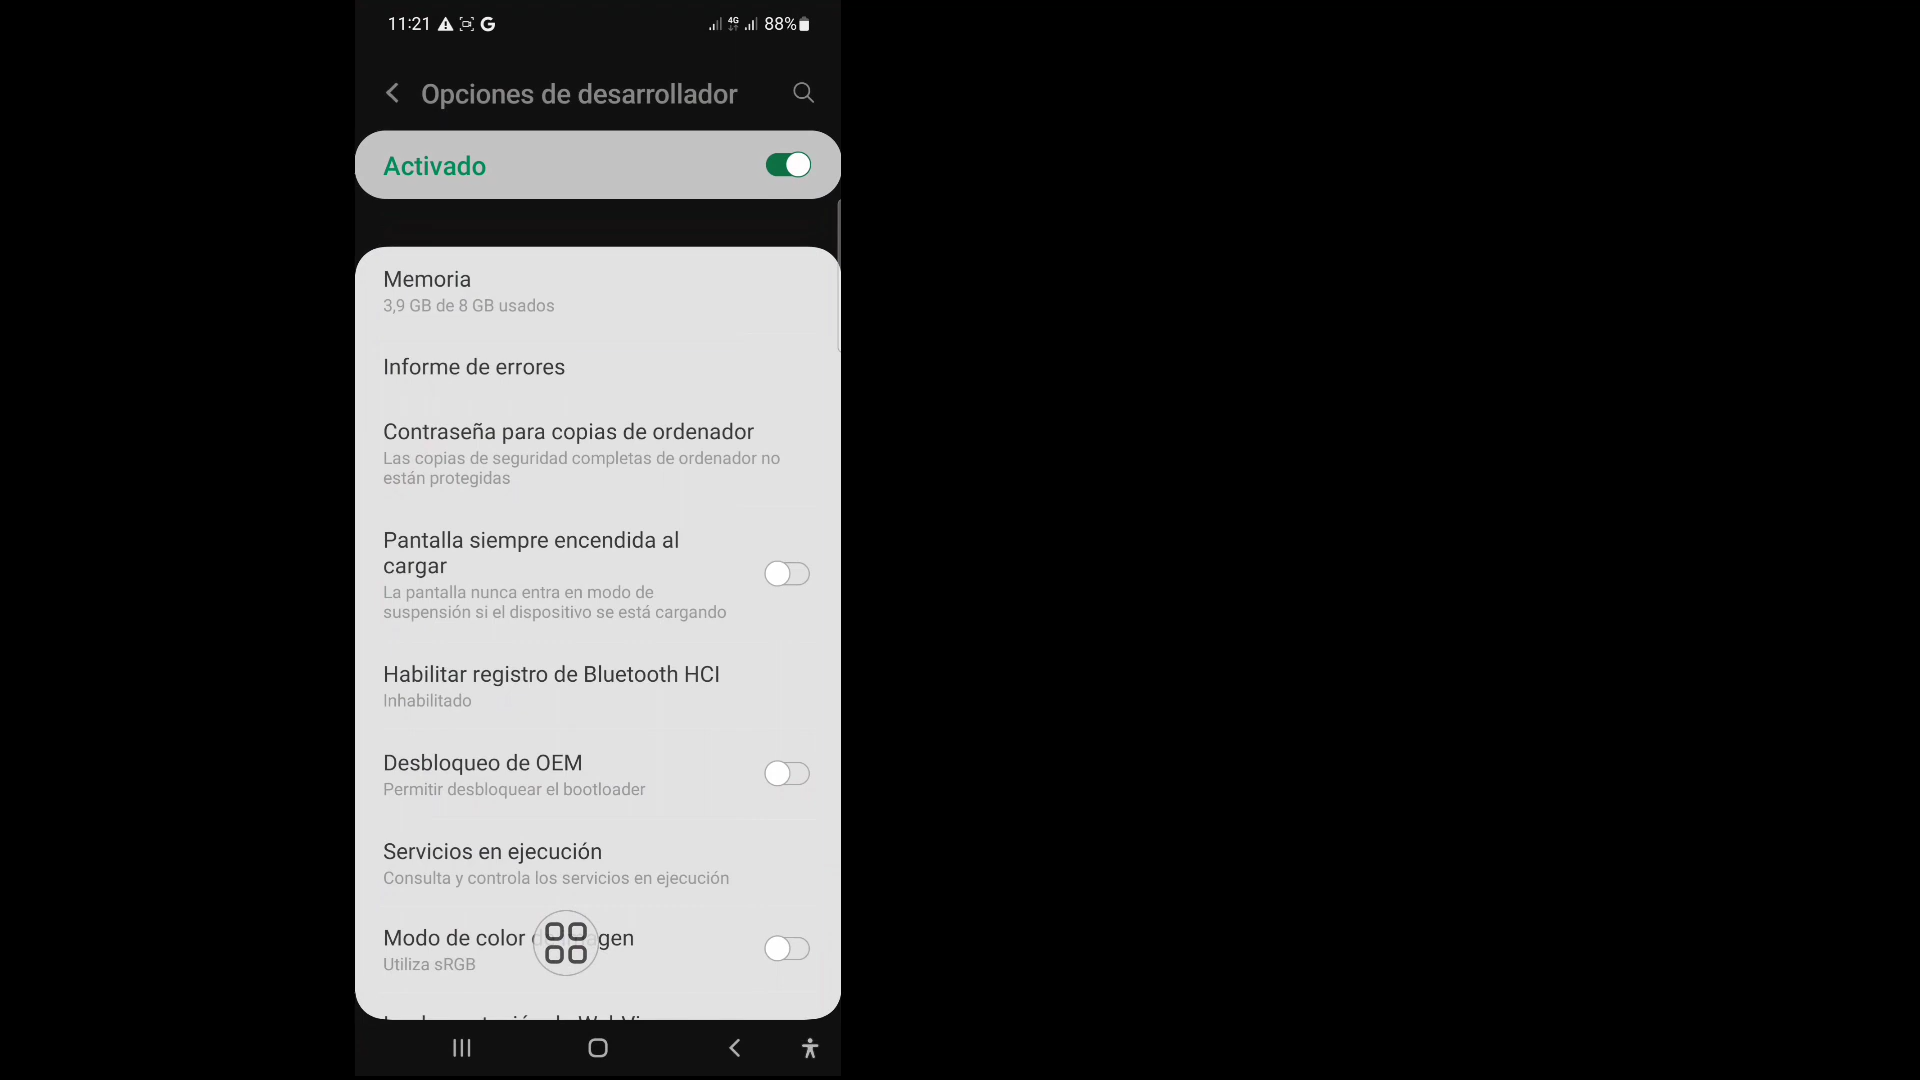 11:21
4G
88%
Opciones de desarrollador
Activado
Memoria
3,9 GB de 8 GB usados
Informe de errores
Contraseña para copias de ordenador
Las copias de seguridad completas de ordenador no
están protegidas
Pantalla siempre encendida al
cargar
La pantalla nunca entra en modo de
suspensión si el dispositivo se está cargando
Habilitar registro de Bluetooth HCI
Inhabilitado
Desbloqueo de OEM
Permitir desbloquear el bootloader
Servicios en ejecución
Consulta y controla los servicios en ejecución
Modo de color de imagen
Utiliza sRGB